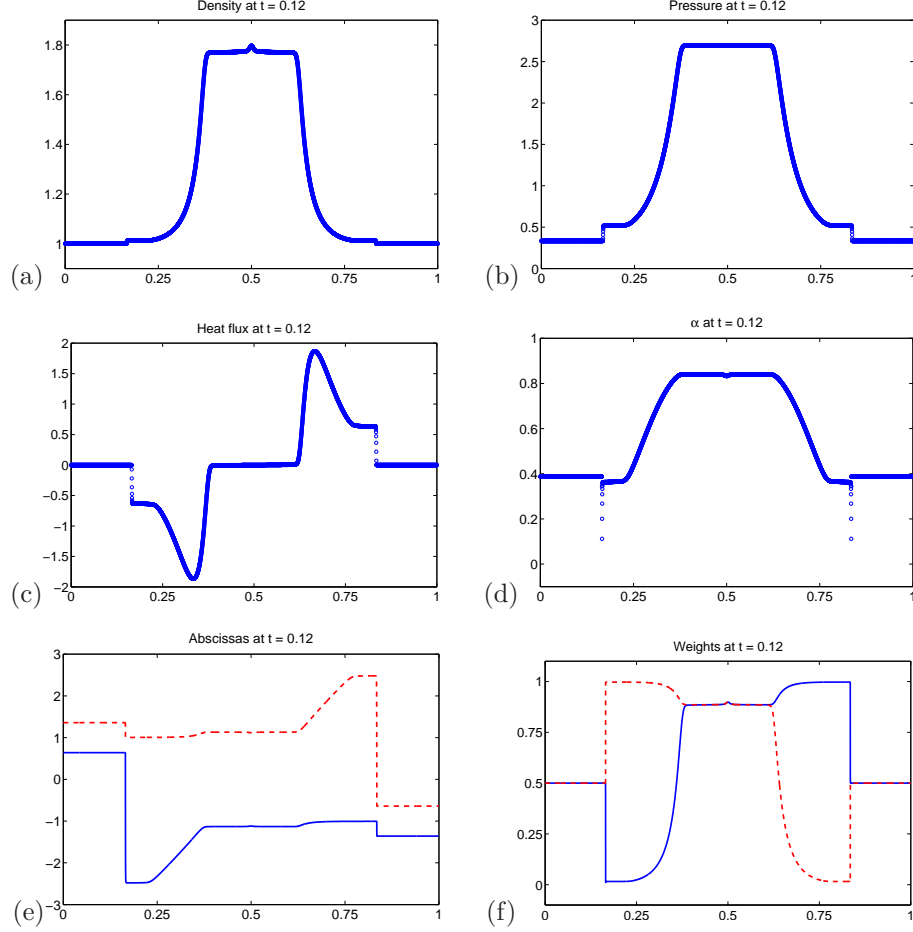 Density at t = 0.12
1.8
1.6
1.4
1.2
1
0 0.25 0.5 0.75 1
(a)
Pressure at t = 0.12
3
2.5
2
1.5
1
0.5
0
0 0.25 0.5 0.75 1
(b)
Heat flux at t = 0.12
2
1.5
1
0.5
0
−0.5
−1
−1.5
−2
0 0.25 0.5 0.75 1
(c)
α at t = 0.12
1
0.8
0.6
0.4
0.2
0
0 0.25 0.5 0.75 1
(d)
Abscissas at t = 0.12
3
2
1
0
−1
−2
−3
0 0.25 0.5 0.75 1
(e)
Weights at t = 0.12
1
0.75
0.5
0.25
0
0 0.25 0.5 0.75 1
(f)